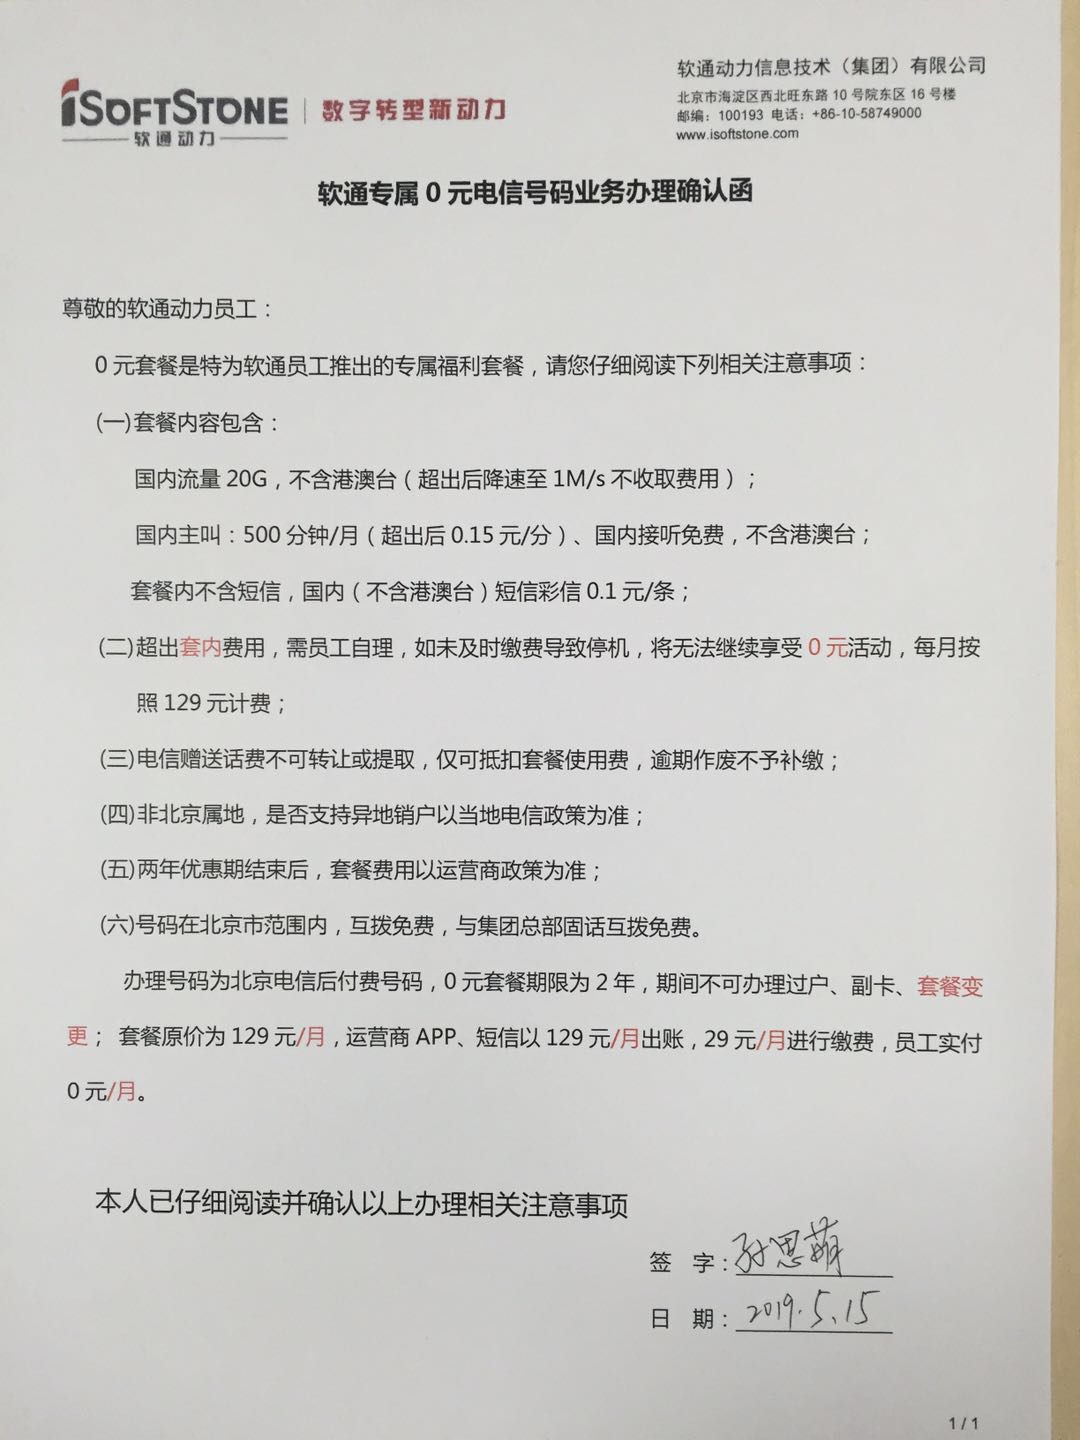 iSOFTSTONE
软通动力
数字转型新动力
软通动力信息技术（集团）有限公司
北京市海淀区西北旺东路 10 号院东区 16 号楼
邮编：100193 电话：+86-10-58749000
www.isoftstone.com
软通专属 0 元电信号码业务办理确认函
尊敬的软通动力员工：
0 元套餐是特为软通员工推出的专属福利套餐，请您仔细阅读下列相关注意事项：
(一)套餐内容包含：
国内流量 20G，不含港澳台（超出后降速至 1M/s 不收取费用）；
国内主叫：500 分钟/月（超出后 0.15 元/分）、国内接听免费，不含港澳台；
套餐内不含短信，国内（不含港澳台）短信彩信 0.1 元/条；
(二)超出套内费用，需员工自理，如未及时缴费导致停机，将无法继续享受 0 元活动，每月按
照 129 元计费；
(三)电信赠送话费不可转让或提取，仅可抵扣套餐使用费，逾期作废不予补缴；
(四)非北京属地，是否支持异地销户以当地电信政策为准；
(五)两年优惠期结束后，套餐费用以运营商政策为准；
(六)号码在北京市范围内，互拨免费，与集团总部固话互拨免费。
办理号码为北京电信后付费号码，0 元套餐期限为 2 年，期间不可办理过户、副卡、套餐变
更；套餐原价为 129 元/月，运营商 APP、短信以 129 元/月出账，29 元/月进行缴费，员工实付
0 元/月。
本人已仔细阅读并确认以上办理相关注意事项
签 字：孙思萌
日 期：2019.5.15
1 / 1